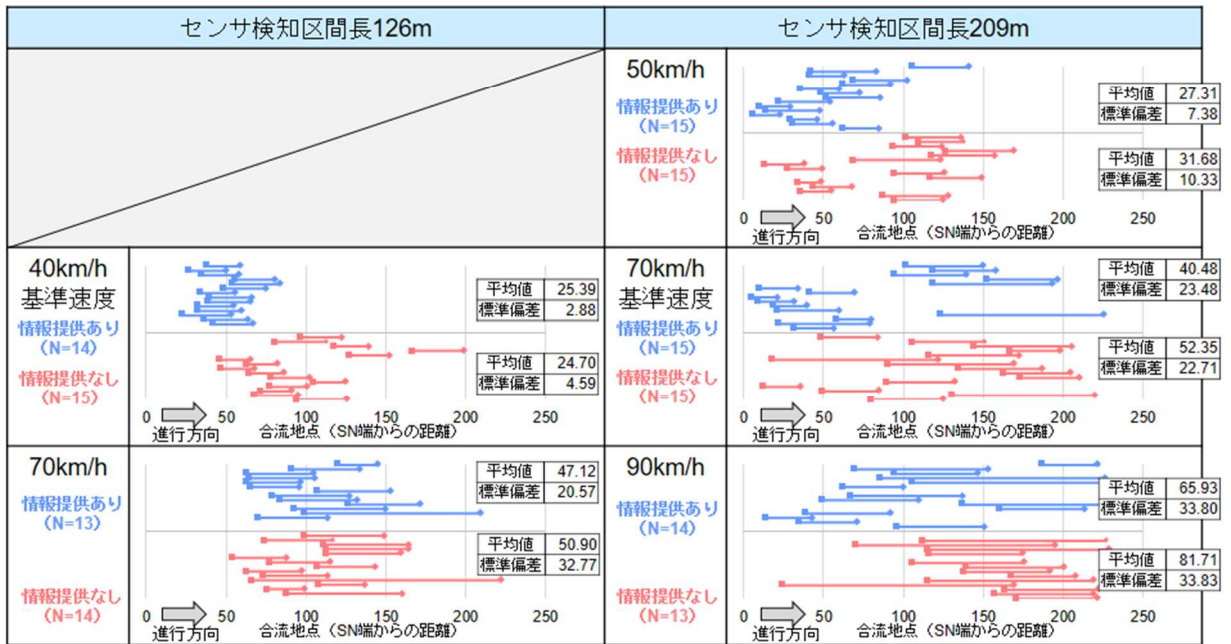 センサ検知区間長126m
センサ検知区間長209m
50km/h
情報提供あり
(N=15)
平均値 27.31
標準偏差 7.38
情報提供なし
(N=15)
平均値 31.68
標準偏差 10.33
0 50 100 150 200 250
進行方向 合流地点(SN端からの距離)
40km/h
基準速度
情報提供あり
(N=14)
平均値 25.39
標準偏差 2.88
情報提供なし
(N=15)
平均値 24.70
標準偏差 4.59
0 50 100 150 200 250
進行方向 合流地点(SN端からの距離)
70km/h
基準速度
情報提供あり
(N=15)
平均値 40.48
標準偏差 23.48
情報提供なし
(N=15)
平均値 52.35
標準偏差 22.71
0 50 100 150 200 250
進行方向 合流地点(SN端からの距離)
70km/h
情報提供あり
(N=13)
平均値 47.12
標準偏差 20.57
情報提供なし
(N=14)
平均値 50.90
標準偏差 32.77
0 50 100 150 200 250
進行方向 合流地点(SN端からの距離)
90km/h
情報提供あり
(N=14)
平均値 65.93
標準偏差 33.80
情報提供なし
(N=13)
平均値 81.71
標準偏差 33.83
0 50 100 150 200 250
進行方向 合流地点(SN端からの距離)